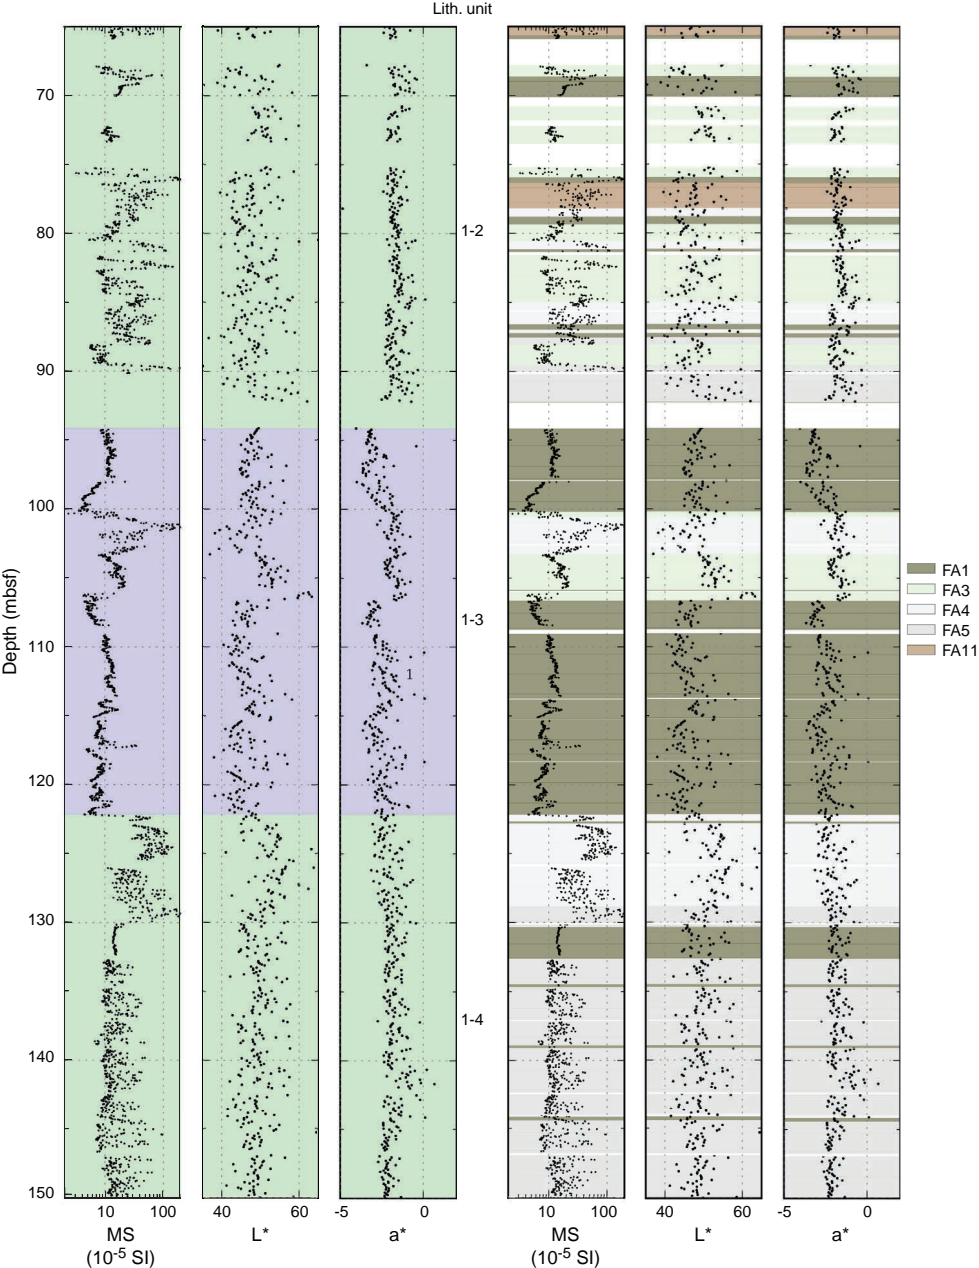 Lith. unit
70
80
90
100
110
120
130
140
150
Depth (mbsf)
1-2
1-3
1-4
1
FA1
FA3
FA4
FA5
FA11
10 100
40 60
-5 0
10 100
40 60
-5 0
MS
(10⁻⁵ SI)
L*
a*
MS
(10⁻⁵ SI)
L*
a*